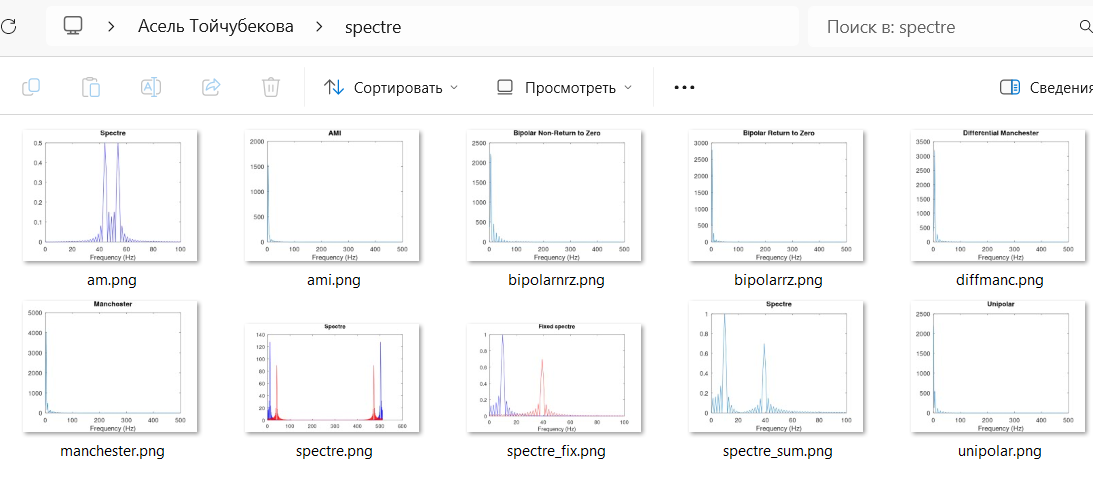 Асель Тойчубекова > spectre
Поиск в: spectre
Сортировать
Просмотреть
Сведения
Spectre
0.5
0.4
0.3
0.2
0.1
0
0 20 40 60 80 100
Frequency (Hz)
am.png
AMI
2000
1500
1000
500
0
0 100 200 300 400 500
Frequency (Hz)
ami.png
Bipolar Non-Return to Zero
2500
2000
1500
1000
500
0
0 100 200 300 400 500
Frequency (Hz)
bipolarnrz.png
Bipolar Return to Zero
3000
2500
2000
1500
1000
500
0
0 100 200 300 400 500
Frequency (Hz)
bipolarrz.png
Differential Manchester
3500
3000
2500
2000
1500
1000
500
0
0 100 200 300 400 500
Frequency (Hz)
diffmanc.png
Manchester
5000
4000
3000
2000
1000
0
0 100 200 300 400 500
Frequency (Hz)
manchester.png
Spectre
140
120
100
80
60
40
20
0
0 100 200 300 400 500 600
spectre.png
Fixed spectre
1
0.8
0.6
0.4
0.2
0
0 20 40 60 80 100
Frequency (Hz)
spectre_fix.png
Spectre
1
0.8
0.6
0.4
0.2
0
0 20 40 60 80 100
Frequency (Hz)
spectre_sum.png
Unipolar
2500
2000
1500
1000
500
0
0 100 200 300 400 500
Frequency (Hz)
unipolar.png